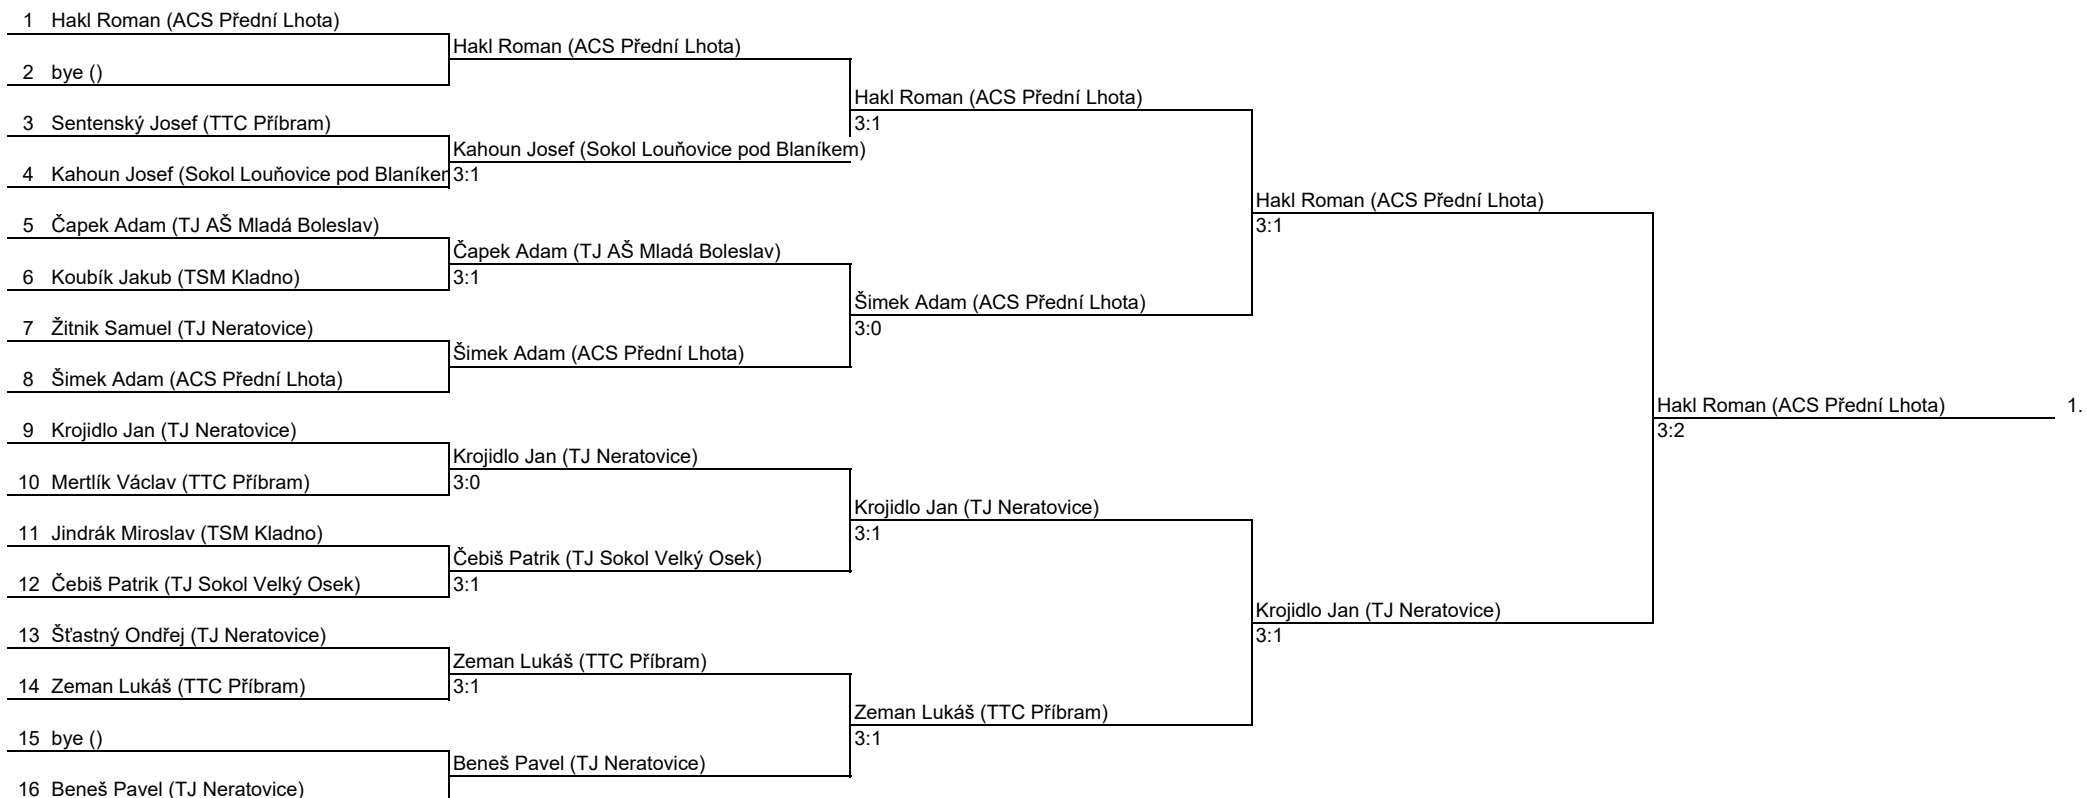 1 Hakl Roman (ACS Přední Lhota)
Hakl Roman (ACS Přední Lhota)
2 bye ()
Hakl Roman (ACS Přední Lhota)
3 Sentenský Josef (TTC Příbram)
3:1
Kahoun Josef (Sokol Louňovice pod Blaníkem)
4 Kahoun Josef (Sokol Louňovice pod Blaníkem
3:1
Hakl Roman (ACS Přední Lhota)
5 Čapek Adam (TJ AŠ Mladá Boleslav)
3:1
Čapek Adam (TJ AŠ Mladá Boleslav)
6 Koubík Jakub (TSM Kladno)
3:1
Šimek Adam (ACS Přední Lhota)
7 Žitnik Samuel (TJ Neratovice)
3:0
Šimek Adam (ACS Přední Lhota)
8 Šimek Adam (ACS Přední Lhota)
Hakl Roman (ACS Přední Lhota) 1.
9 Krojidlo Jan (TJ Neratovice)
3:2
Krojidlo Jan (TJ Neratovice)
10 Mertlík Václav (TTC Příbram)
3:0
Krojidlo Jan (TJ Neratovice)
11 Jindrák Miroslav (TSM Kladno)
3:1
Čebiš Patrik (TJ Sokol Velký Osek)
12 Čebiš Patrik (TJ Sokol Velký Osek)
3:1
Krojidlo Jan (TJ Neratovice)
13 Šťastný Ondřej (TJ Neratovice)
3:1
Zeman Lukáš (TTC Příbram)
14 Zeman Lukáš (TTC Příbram)
3:1
Zeman Lukáš (TTC Příbram)
15 bye ()
3:1
Beneš Pavel (TJ Neratovice)
16 Beneš Pavel (TJ Neratovice)